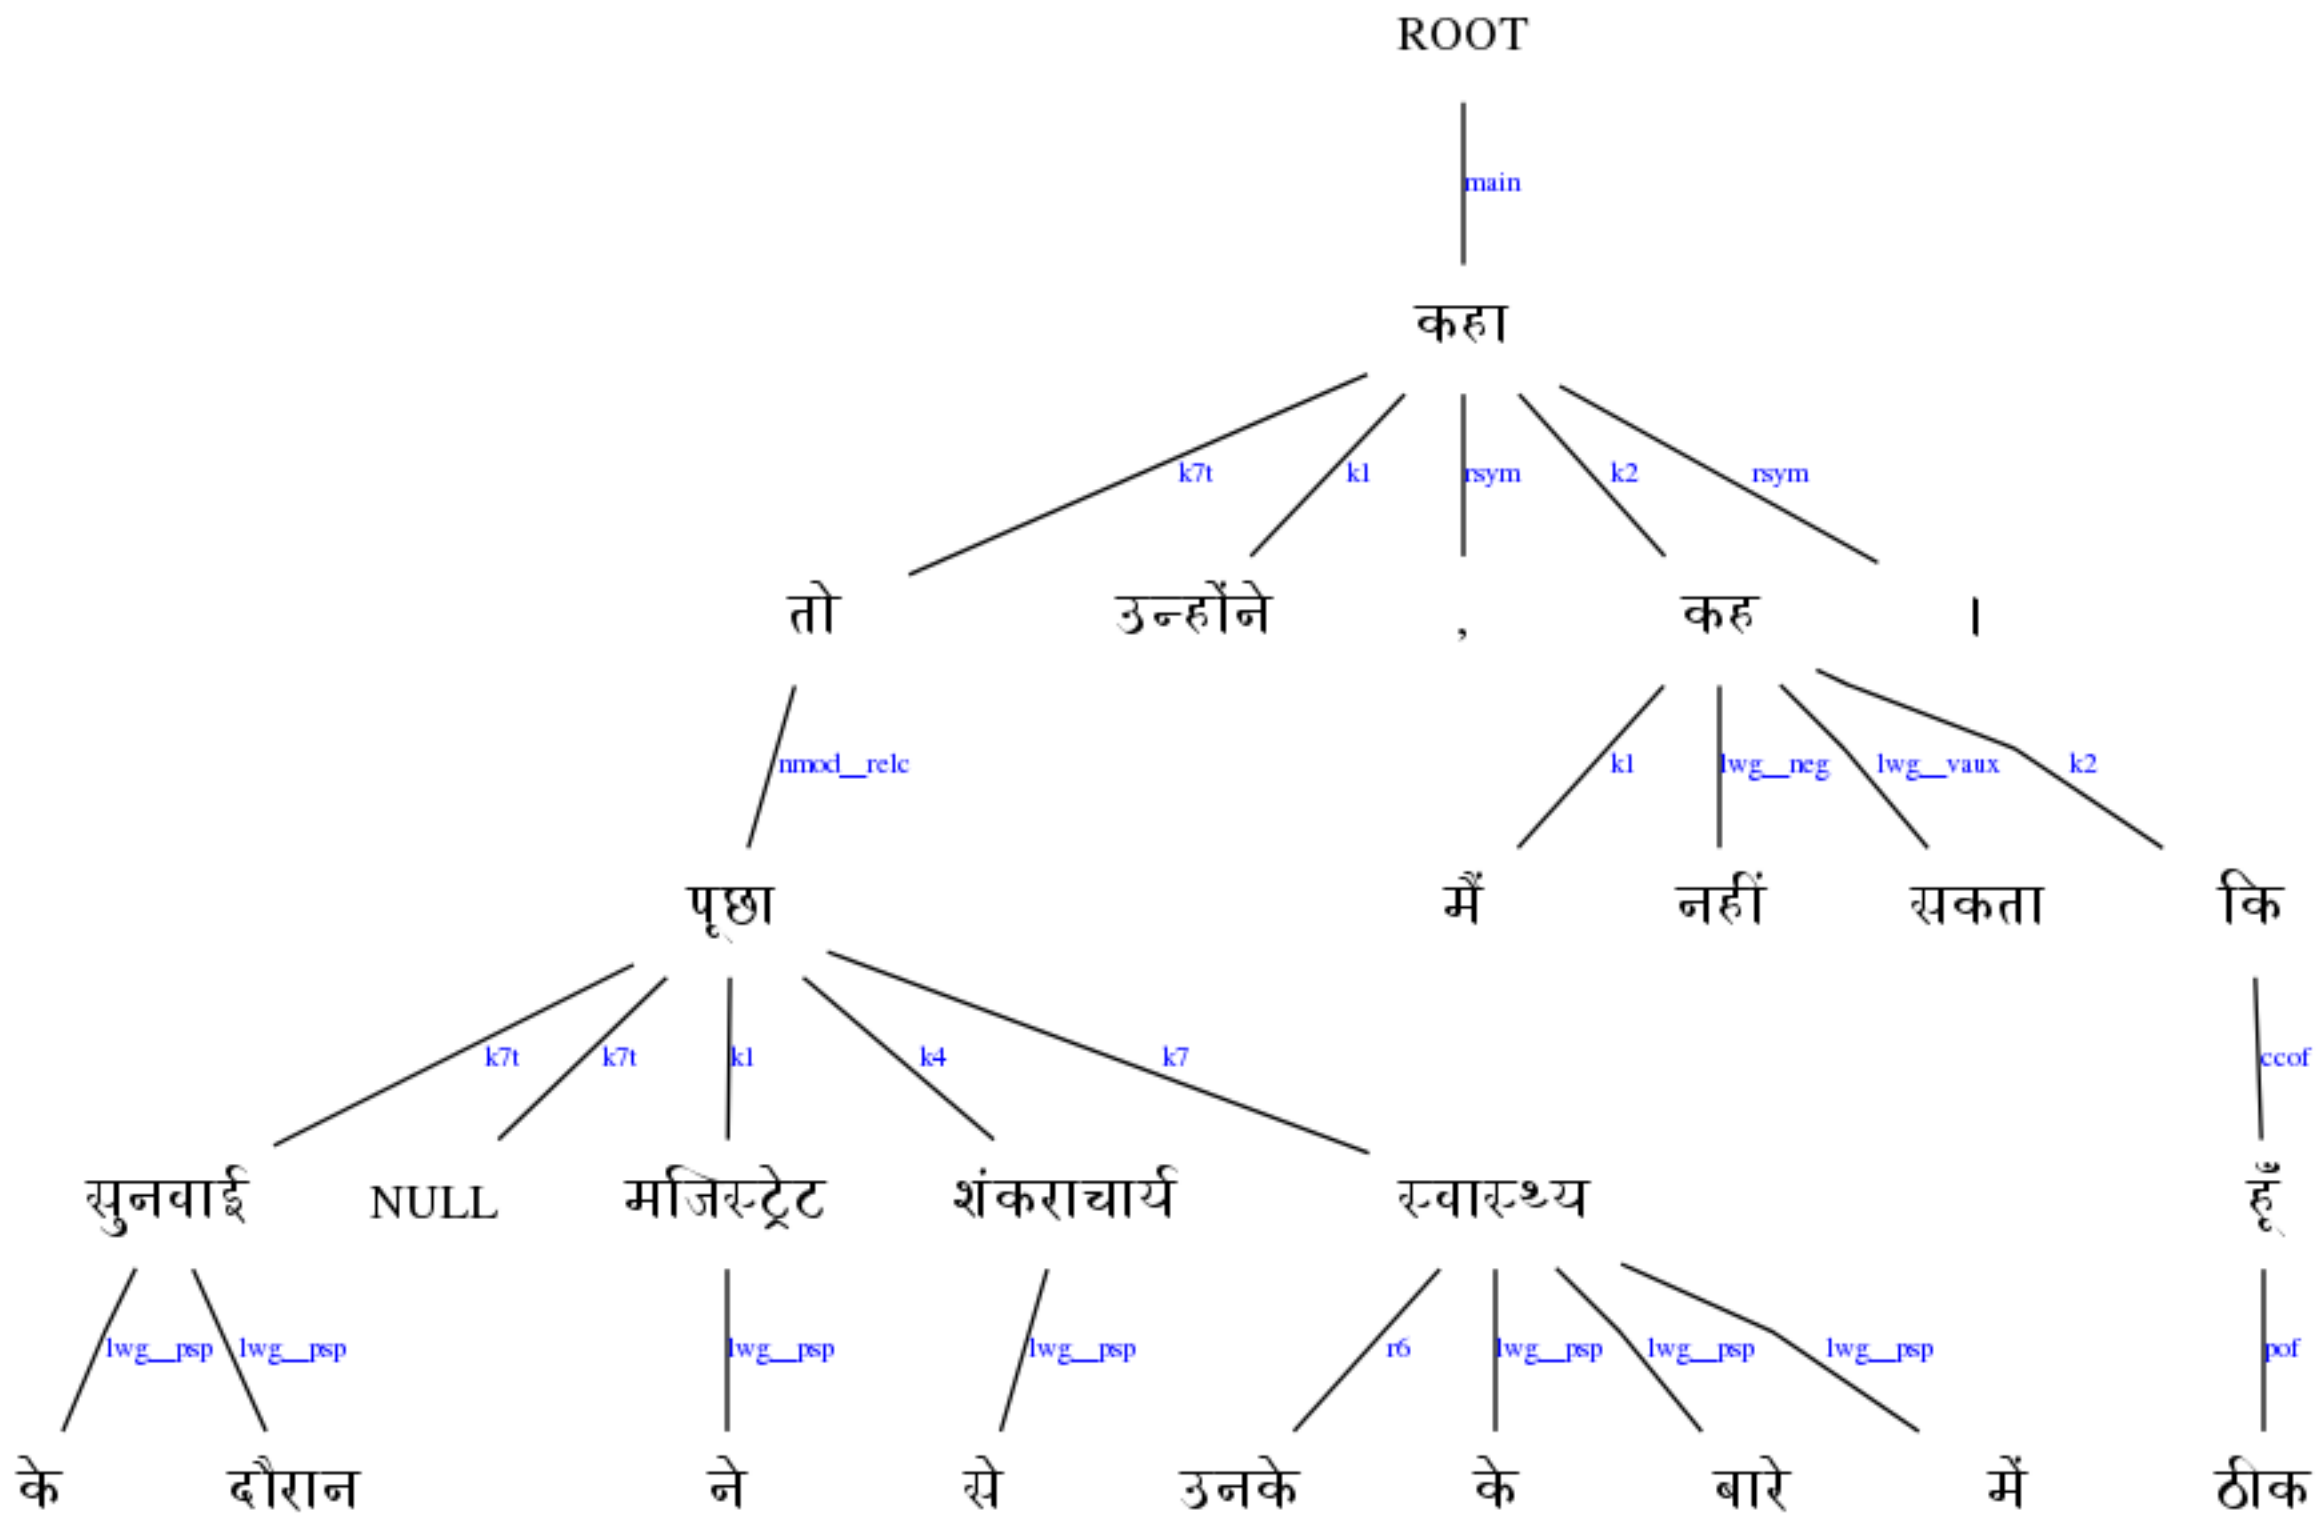 ROOT
main
कहा
k7t k1 rsym k2 rsym
तो उन्होंने , कह ।
nmod__relc k1 lwg__neg lwg__vaux k2
पूछा मैं नहीं सकता कि
k7t k7t k1 k4 k7 ccof
सुनवाई NULL मजिस्ट्रेट शंकराचार्य स्वास्थ्य हूँ
lwg__psp lwg__psp lwg__psp lwg__psp r6 lwg__psp lwg__psp lwg__psp pof
के दौरान ने से उनके के बारे में ठीक